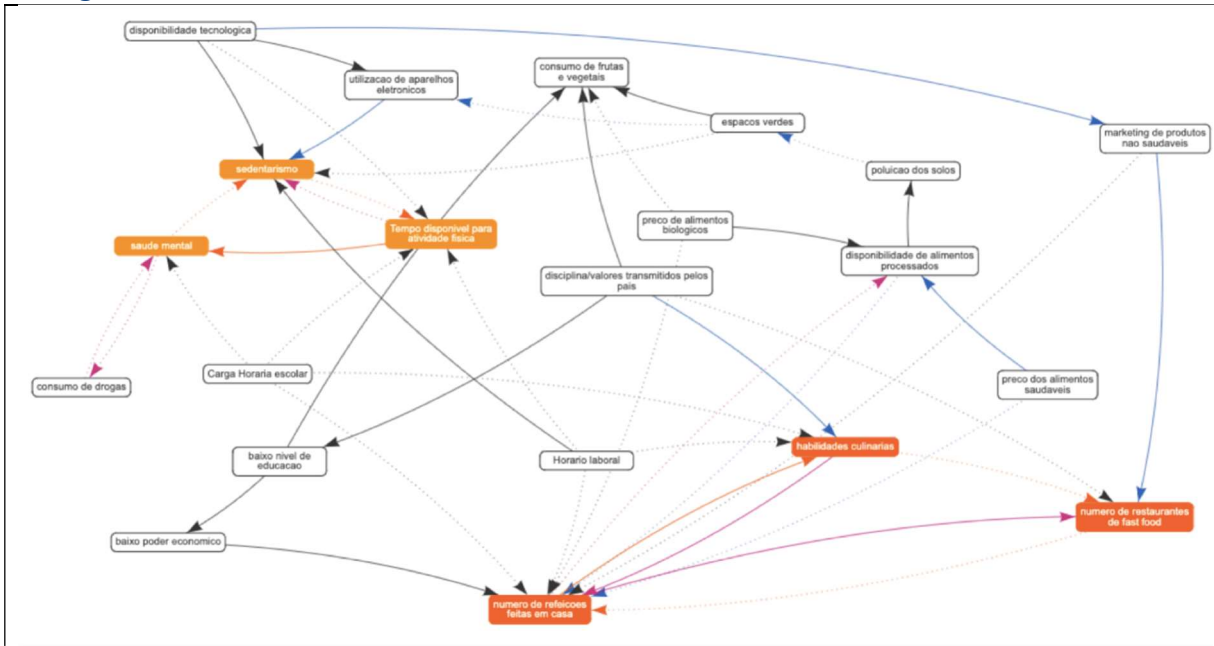 disponibilidade tecnologica
consumo de frutas
e vegetais
utilizacao de aparelhos
eletronicos
espacos verdes
marketing de produtos
nao saudaveis
sedentarismo
poluicao dos solos
Tempo disponivel para
atividade fisica
preco de alimentos
biologicos
saude mental
disponibilidade de alimentos
processados
disciplina/valores transmitidos pelos
pais
consumo de drogas
Carga Horaria escolar
preco dos alimentos
saudaveis
habilidades culinarias
baixo nivel de
educacao
Horario laboral
numero de restaurantes
de fast food
baixo poder economico
numero de refeicoes
feitas em casa